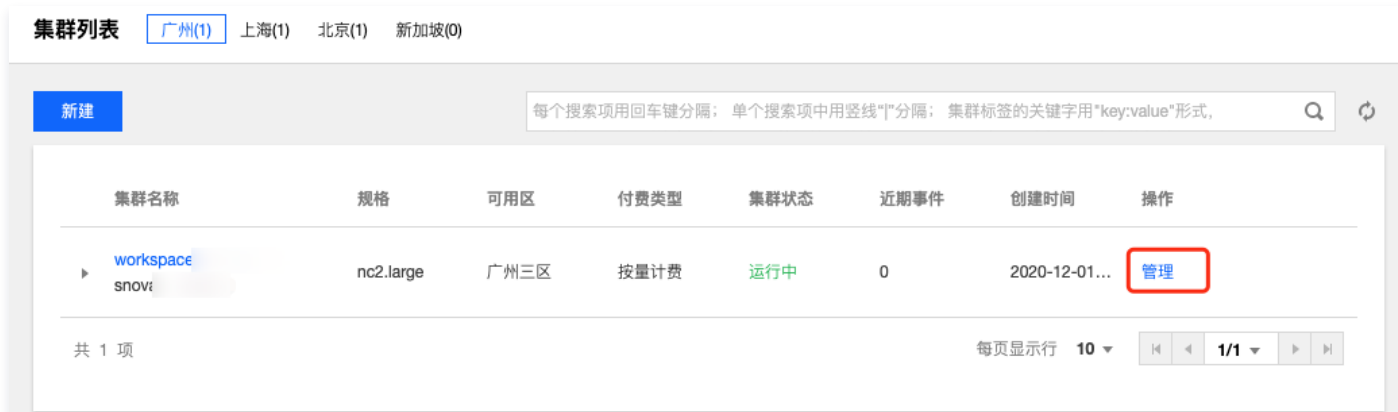 集群列表 广州(1) 上海(1) 北京(1) 新加坡(0)
新建 每个搜索项用回车键分隔； 单个搜索项中用竖线"|"分隔； 集群标签的关键字用"key:value"形式,
集群名称 规格 可用区 付费类型 集群状态 近期事件 创建时间 操作
workspace
snova nc2.large 广州三区 按量计费 运行中 0 2020-12-01... 管理
共 1 项 每页显示行 10 1/1